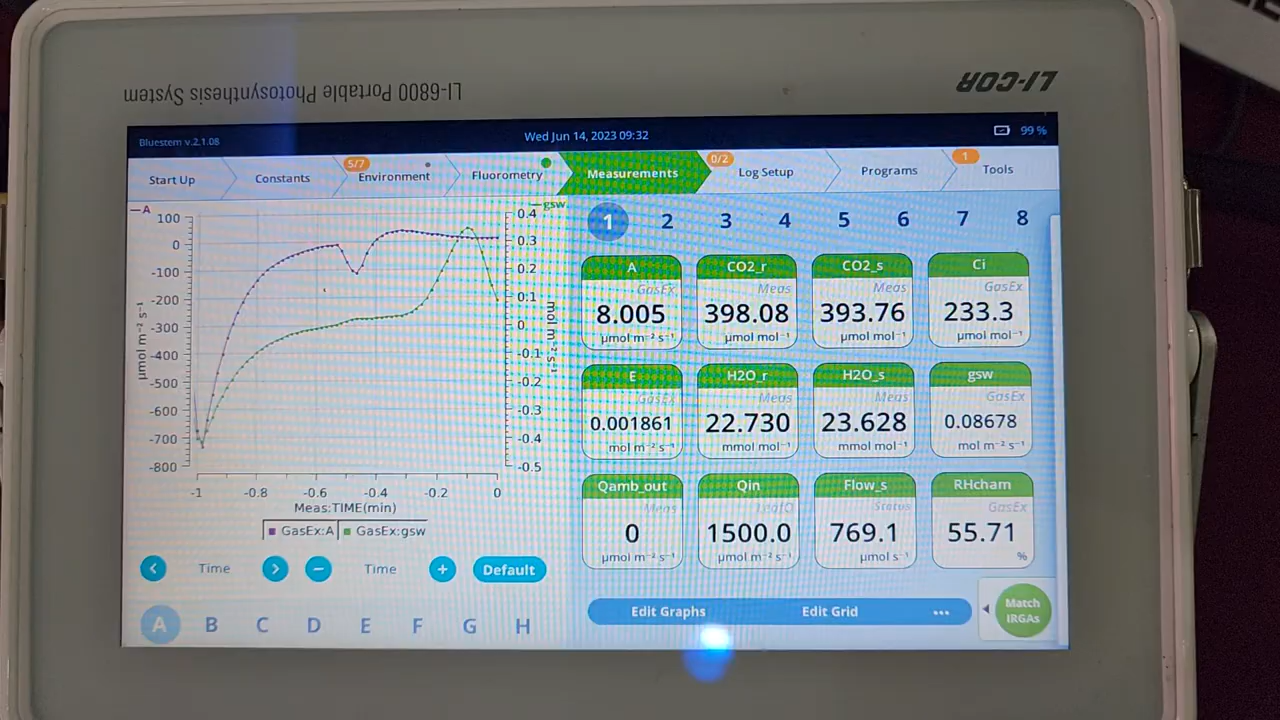 LI-6800 Portable Photosynthesis System
LI-COR
Bluestem v.2.1.08
Wed Jun 14, 2023 09:32
99 %
Start Up
Constants
5/7
Environment
Fluorometry
Measurements
0/2
Log Setup
Programs
1
Tools
A
gsw
100
0
-100
-200
-300
-400
-500
-600
-700
-800
µmol m⁻² s⁻¹
0.4
0.3
0.2
0.1
0
-0.1
-0.2
-0.3
-0.4
-0.5
mol m⁻² s⁻¹
-1 -0.8 -0.6 -0.4 -0.2 0
Meas:TIME(min)
GasEx:A GasEx:gsw
Time
Time
Default
A B C D E F G H
1 2 3 4 5 6 7 8
A
GasEx
8.005
µmol m⁻² s⁻¹
CO2_r
Meas
398.08
µmol mol⁻¹
CO2_s
Meas
393.76
µmol mol⁻¹
Ci
GasEx
233.3
µmol mol⁻¹
E
GasEx
0.001861
mol m⁻² s⁻¹
H2O_r
Meas
22.730
mmol mol⁻¹
H2O_s
Meas
23.628
mmol mol⁻¹
gsw
GasEx
0.08678
mol m⁻² s⁻¹
Qamb_out
Meas
0
µmol m⁻² s⁻¹
Qin
LeafQ
1500.0
µmol m⁻² s⁻¹
Flow_s
Status
769.1
µmol s⁻¹
RHcham
GasEx
55.71
%
Edit Graphs
Edit Grid
...
Match
IRGAs